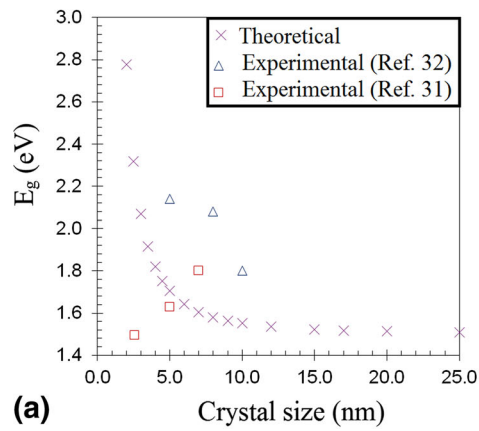 3.0
2.8
2.6
2.4
2.2
2.0
1.8
1.6
1.4
E_g (eV)
Theoretical
Experimental (Ref. 32)
Experimental (Ref. 31)
0.0 5.0 10.0 15.0 20.0 25.0
(a) Crystal size (nm)